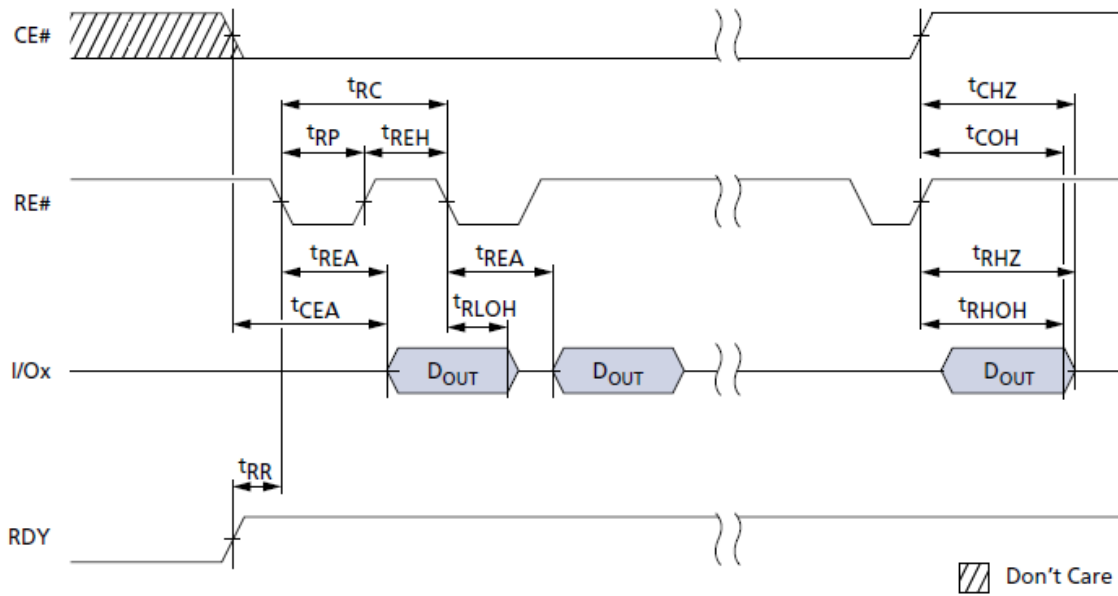 CE#
tRC
tCHZ
tRP
tREH
tCOH
RE#
tREA
tREA
tRHZ
tCEA
tRLOH
tRHOH
I/Ox
DOUT
DOUT
DOUT
tRR
RDY
Don't Care